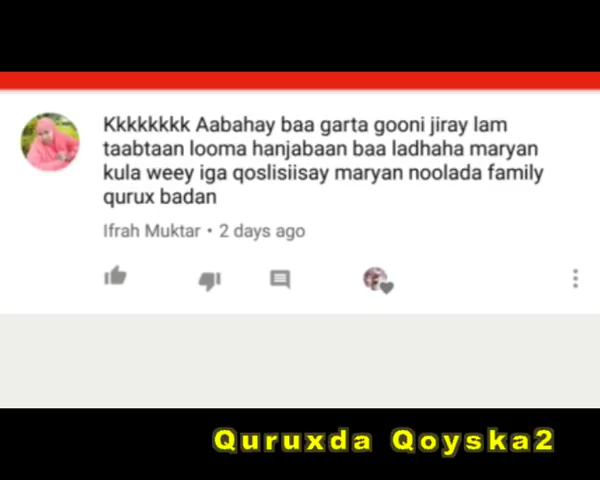 Kkkkkkkk Aabahay baa garta gooni jiray lam
taabtaan looma hanjabaan baa ladhaha maryan
kula weey iga qoslisiisay maryan noolada family
qurux badan
Ifrah Muktar • 2 days ago
Quruxda Qoyska2